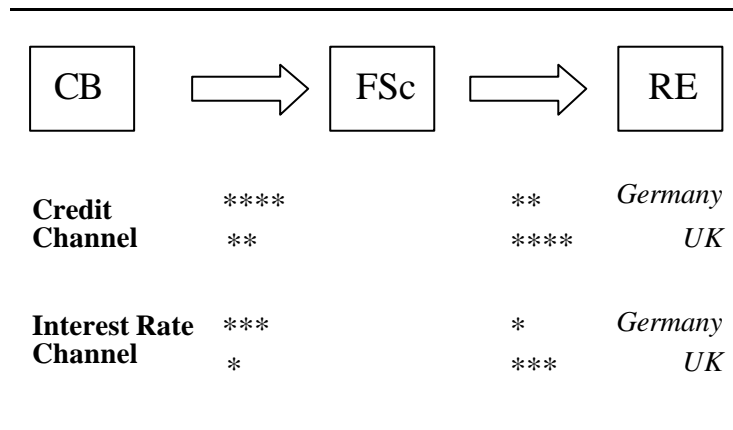 CB FSc RE
**** ** Germany
Credit
Channel ** **** UK
Interest Rate *** * Germany
Channel * *** UK